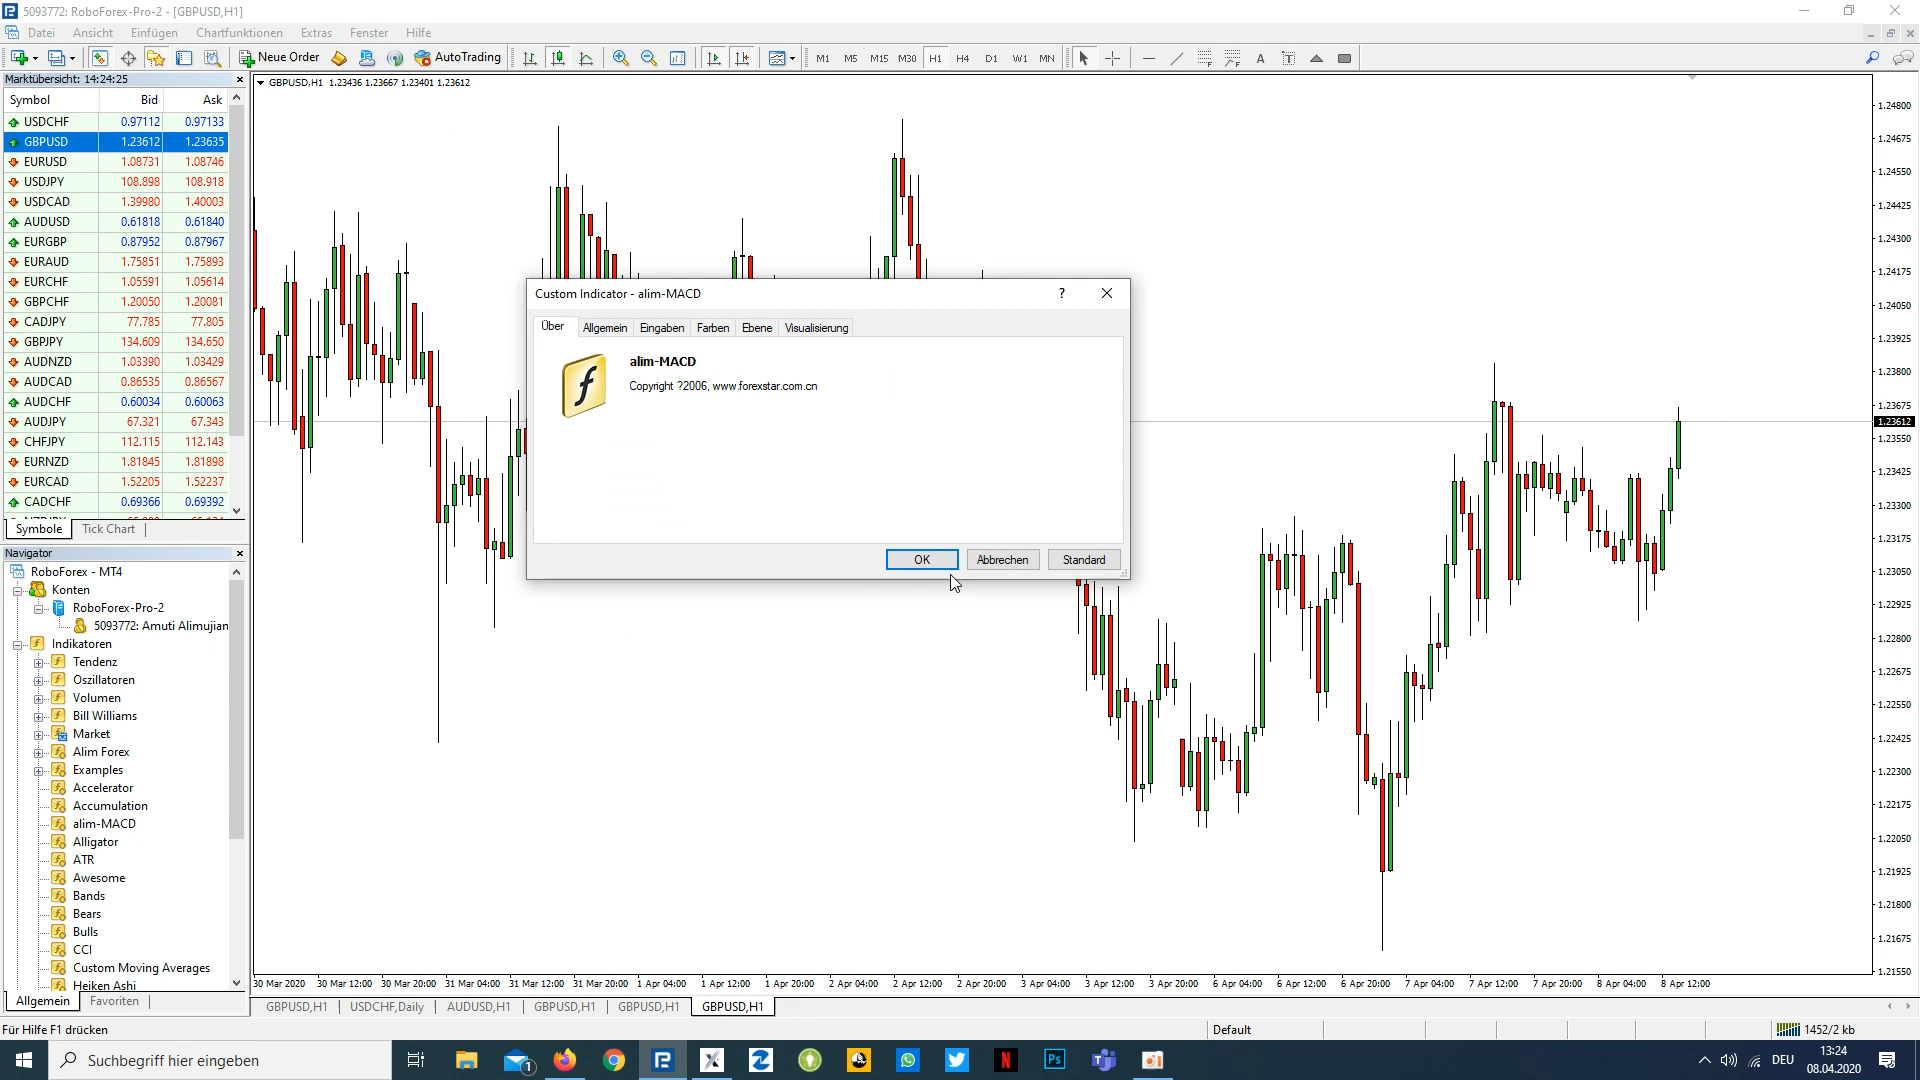 5093772: RoboForex-Pro-2 - [GBPUSD,H1]
Datei Ansicht Einfügen Chartfunktionen Extras Fenster Hilfe
New Order AutoTrading M1 M5 M15 M30 H1 H4 D1 W1 MN A T
Marktübersicht: 14:24:25
Symbol Bid Ask
USDCHF 0.97112 0.97133
GBPUSD 1.23612 1.23635
EURUSD 1.08731 1.08746
USDJPY 108.898 108.918
USDCAD 1.39980 1.40003
AUDUSD 0.61818 0.61840
EURGBP 0.87952 0.87967
EURAUD 1.75851 1.75893
EURCHF 1.05591 1.05614
GBPCHF 1.20050 1.20081
CADJPY 77.785 77.805
GBPJPY 134.609 134.650
AUDNZD 1.03390 1.03429
AUDCAD 0.86535 0.86567
AUDCHF 0.60034 0.60063
AUDJPY 67.321 67.343
CHFJPY 112.115 112.143
EURNZD 1.81845 1.81898
EURCAD 1.52205 1.52237
CADCHF 0.69366 0.69392
Symbole Tick Chart
Navigator
RoboForex - MT4
Konten
RoboForex-Pro-2
5093772: Amuti Alimujian
Indikatoren
Tendenz
Oszillatoren
Volumen
Bill Williams
Market
Alim Forex
Examples
Accelerator
Accumulation
alim-MACD
Alligator
ATR
Awesome
Bands
Bears
Bulls
CCI
Custom Moving Averages
Heiken Ashi
Allgemein Favoriten
GBPUSD,H1 1.23436 1.23667 1.23401 1.23612
Custom Indicator - alim-MACD ?
Über Allgemein Eingaben Farben Ebene Visualisierung
alim-MACD
Copyright ?2006, www.forexstar.com.cn
OK Abbrechen Standard
1.24800
1.24675
1.24550
1.24425
1.24300
1.24175
1.24050
1.23925
1.23800
1.23675
1.23612
1.23550
1.23425
1.23300
1.23175
1.23050
1.22925
1.22800
1.22675
1.22550
1.22425
1.22300
1.22175
1.22050
1.21925
1.21800
1.21675
1.21550
30 Mar 2020 30 Mar 12:00 30 Mar 20:00 31 Mar 04:00 31 Mar 12:00 31 Mar 20:00 1 Apr 04:00 1 Apr 12:00 1 Apr 20:00 2 Apr 04:00 2 Apr 12:00 2 Apr 20:00 3 Apr 04:00 3 Apr 12:00 3 Apr 20:00 6 Apr 04:00 6 Apr 12:00 6 Apr 20:00 7 Apr 04:00 7 Apr 12:00 7 Apr 20:00 8 Apr 04:00 8 Apr 12:00
GBPUSD,H1 USDCHF,Daily AUDUSD,H1 GBPUSD,H1 GBPUSD,H1 GBPUSD,H1
Für Hilfe F1 drücken Default 1452/2 kb
Suchbegriff hier eingeben 1 N Ps DEU 13:24
08.04.2020